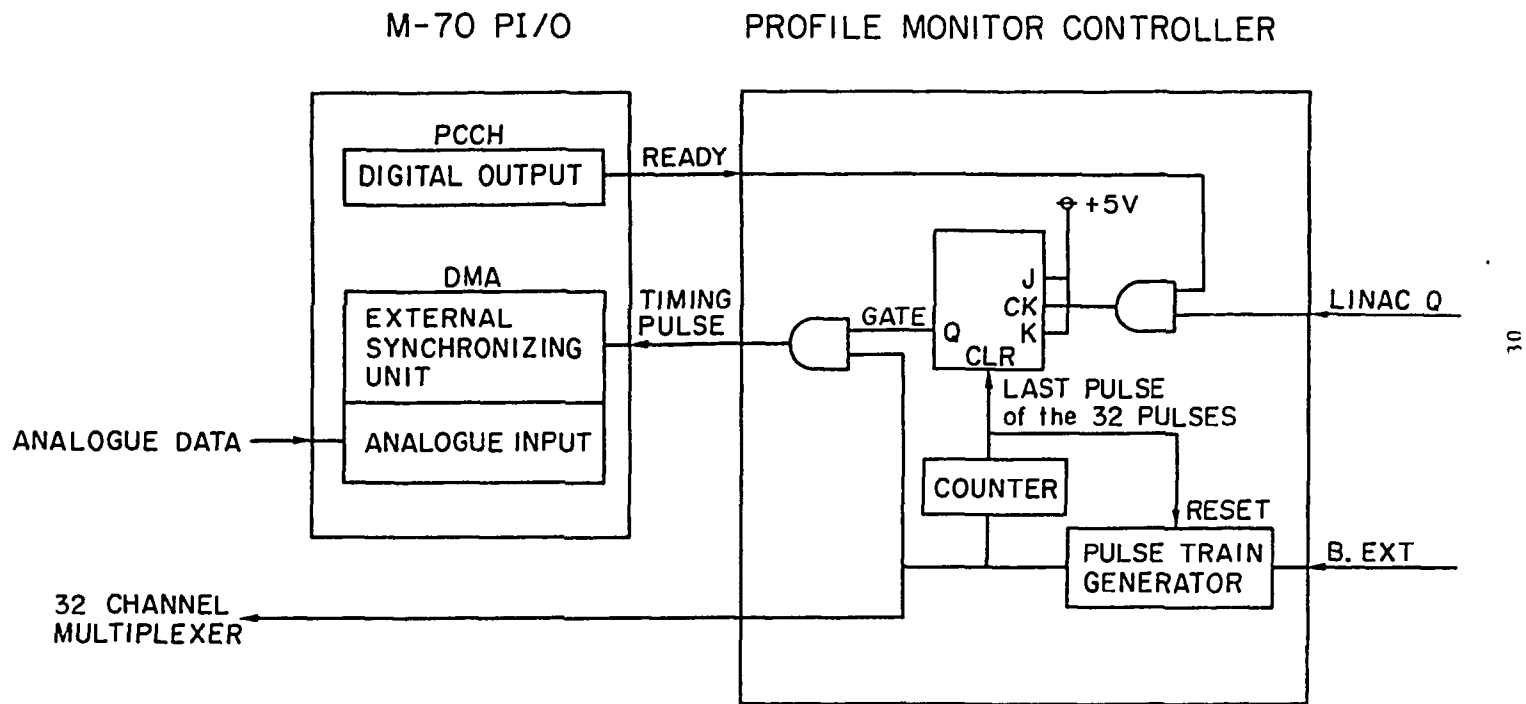 M-70 PI/O
PROFILE MONITOR CONTROLLER
PCCH
DIGITAL OUTPUT
READY
+5V
DMA
EXTERNAL
SYNCHRONIZING
UNIT
TIMING
PULSE
GATE
J
CK
K
Q
CLR
LINAC Q
30
LAST PULSE
of the 32 PULSES
ANALOGUE DATA
ANALOGUE INPUT
COUNTER
RESET
PULSE TRAIN
GENERATOR
B. EXT
32 CHANNEL
MULTIPLEXER